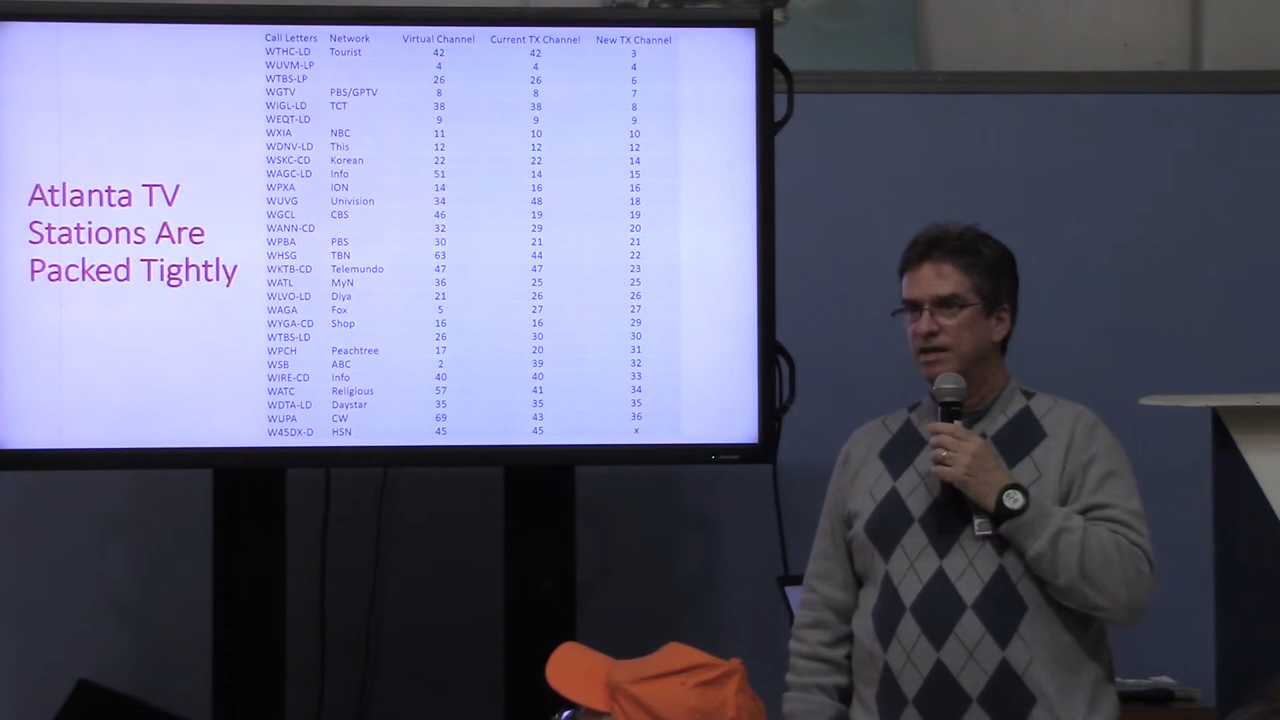 Atlanta TV
Stations Are
Packed Tightly
Call Letters Network Virtual Channel Current TX Channel New TX Channel
WTHC-LD Tourist 42 42 3
WUVM-LP 4 4 4
WTBS-LP 26 26 6
WGTV PBS/GPTV 8 8 7
WIGL-LD TCT 38 38 8
WEQT-LD 9 9 9
WXIA NBC 11 10 10
WDNV-LD This 12 12 12
WSKC-CD Korean 22 22 14
WAGC-LD Info 51 14 15
WPXA ION 14 16 16
WUVG Univision 34 48 18
WGCL CBS 46 19 19
WANN-CD 32 29 20
WPBA PBS 30 21 21
WHSG TBN 63 44 22
WKTB-CD Telemundo 47 47 23
WATL MyN 36 25 25
WLVO-LD Diya 21 26 26
WAGA Fox 5 27 27
WYGA-CD Shop 16 16 29
WTBS-LD 26 30 30
WPCH Peachtree 17 20 31
WSB ABC 2 39 32
WIRE-CD Info 40 40 33
WATC Religious 57 41 34
WDTA-LD Daystar 35 35 35
WUPA CW 69 43 36
W45DX-D HSN 45 45 x